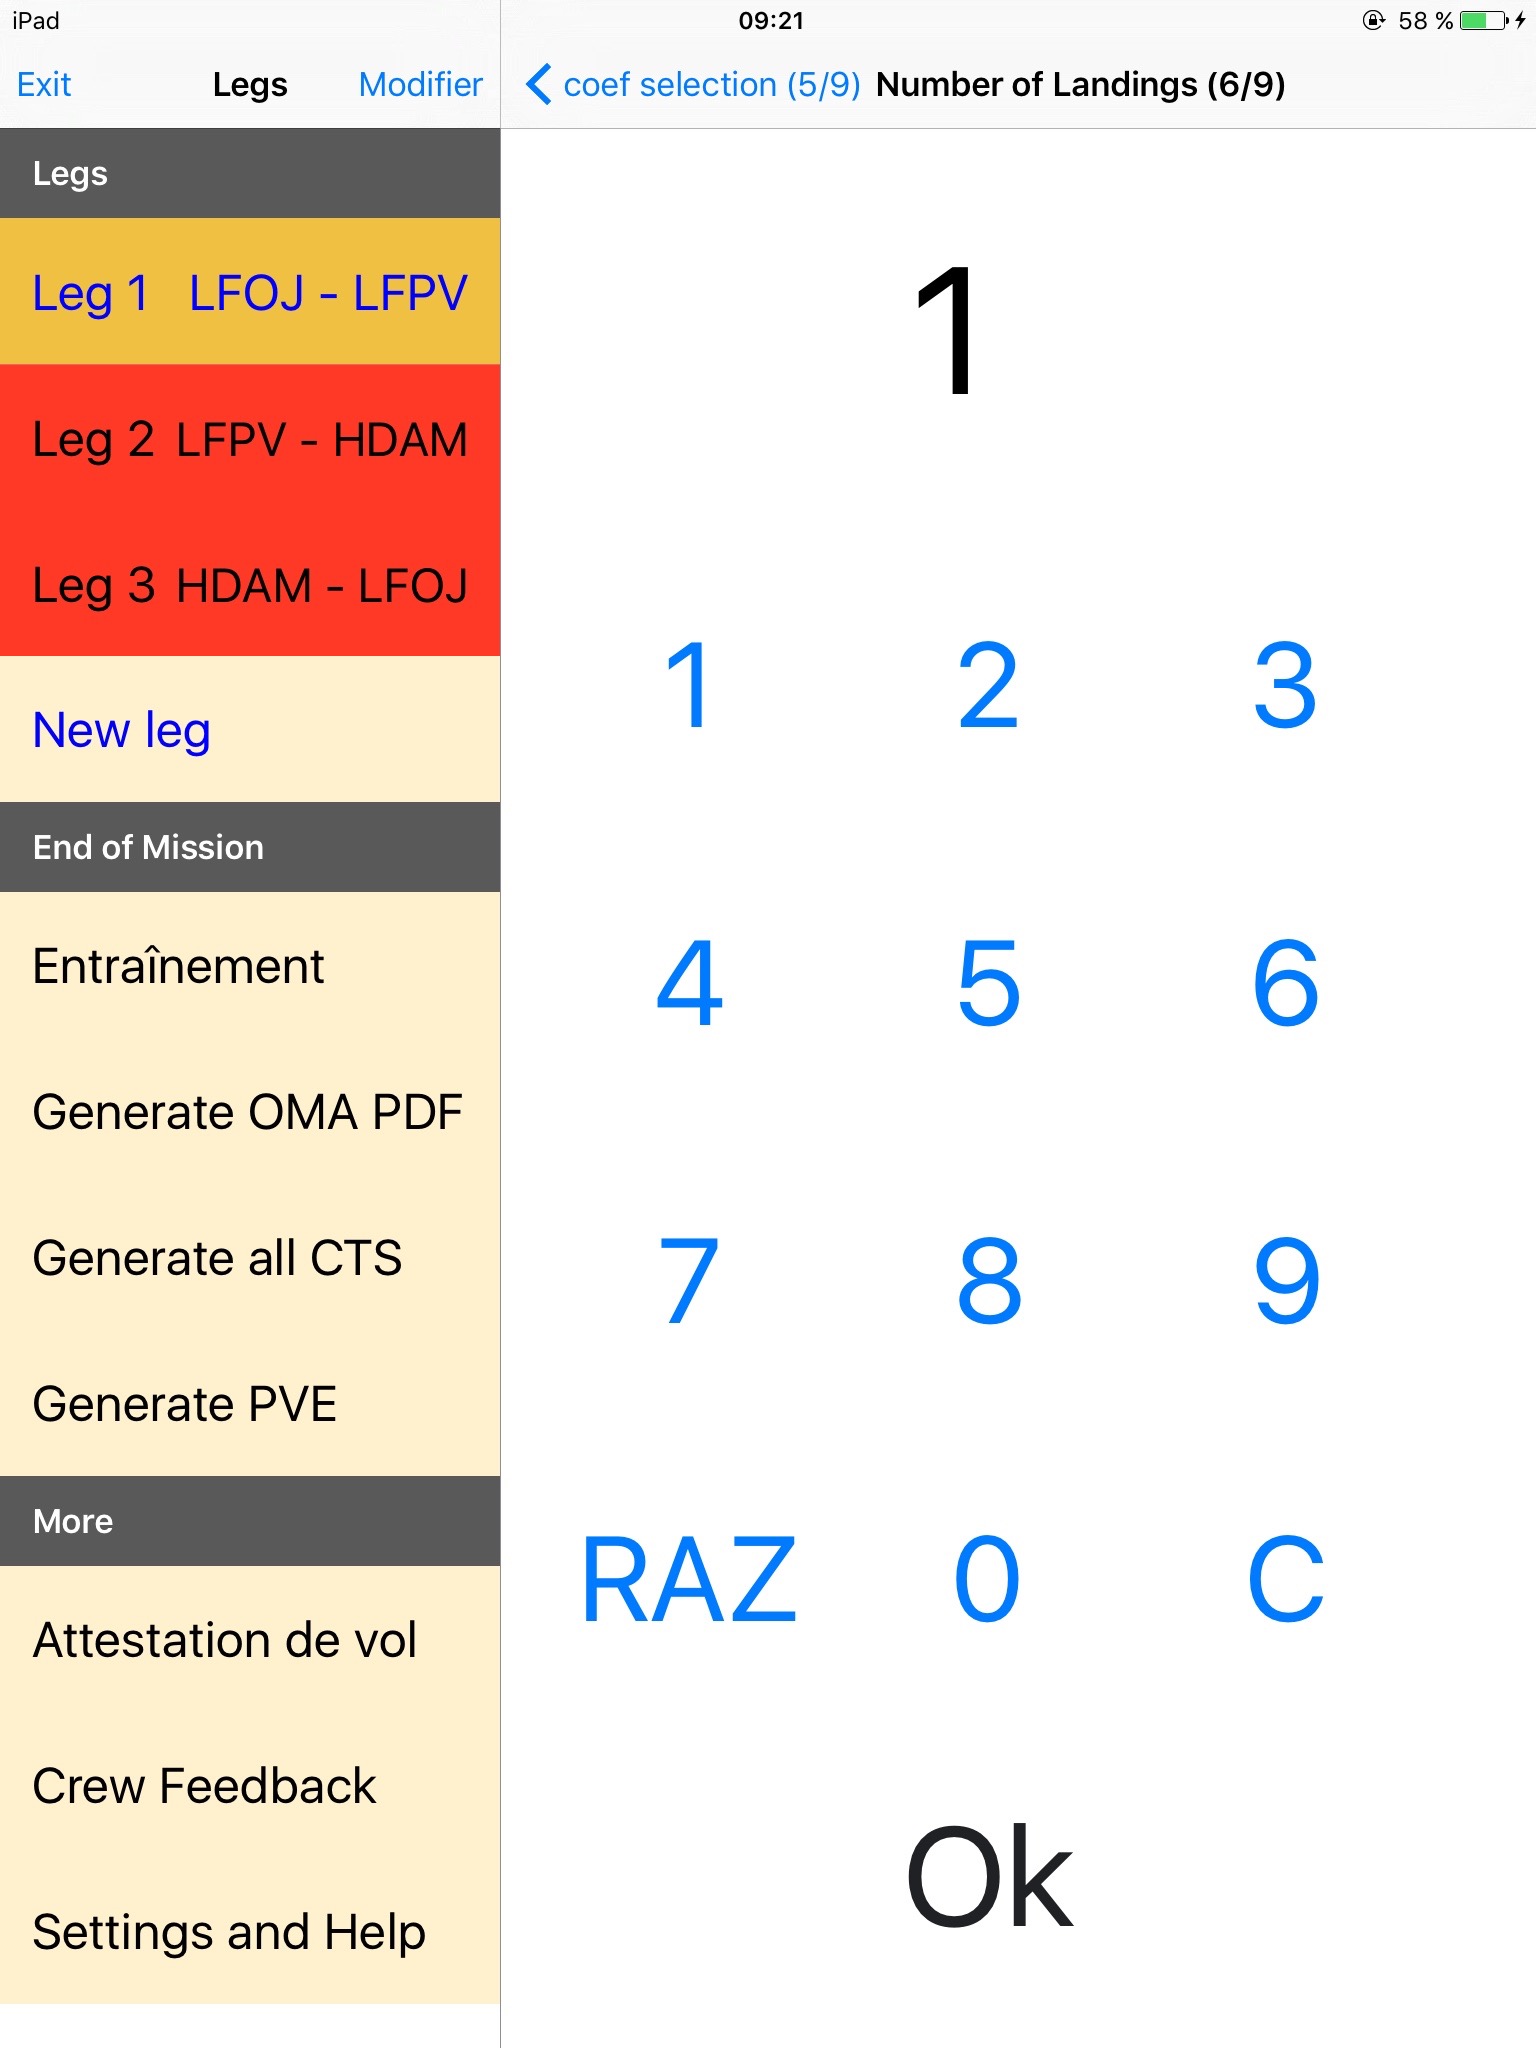 iPad 09:21 58 %
Exit Legs Modifier coef selection (5/9) Number of Landings (6/9)
Legs
Leg 1 LFOJ - LFPV
Leg 2 LFPV - HDAM
Leg 3 HDAM - LFOJ
New leg
End of Mission
Entraînement
Generate OMA PDF
Generate all CTS
Generate PVE
More
Attestation de vol
Crew Feedback
Settings and Help
1
1 2 3
4 5 6
7 8 9
RAZ 0 C
Ok